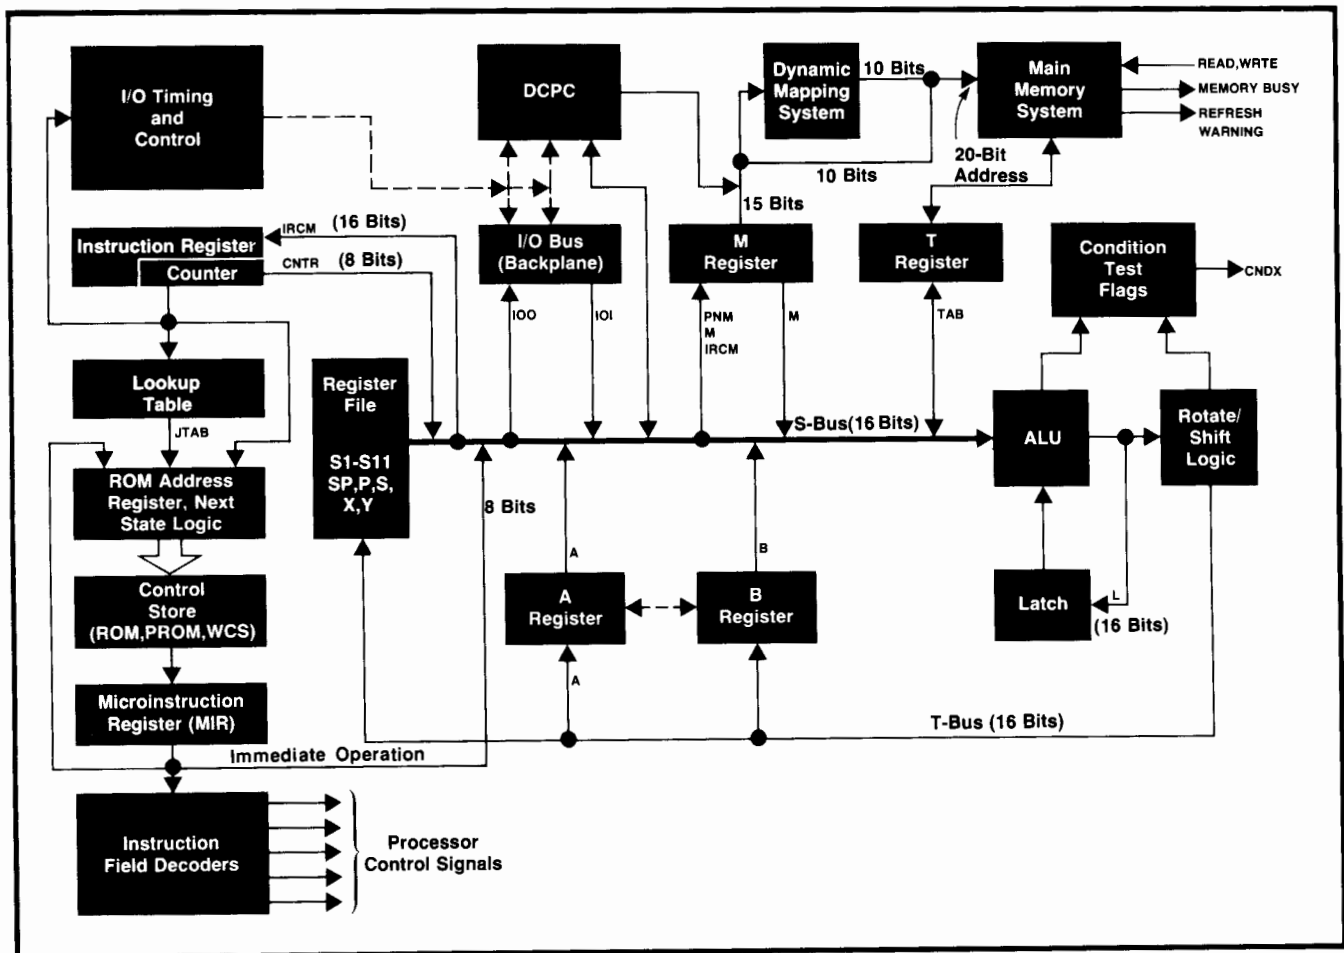 I/O Timing
and
Control
DCPC
Dynamic
Mapping
System
10 Bits
Main
Memory
System
READ,WRTE
MEMORY BUSY
REFRESH
WARNING
20-Bit
Address
10 Bits
15 Bits
IRCM (16 Bits)
Instruction Register
Counter
CNTR (8 Bits)
I/O Bus
(Backplane)
M
Register
T
Register
Condition
Test
Flags
CNDX
IOO
IOI
PNM
M
IRCM
M
TAB
Lookup
Table
JTAB
Register
File
S1-S11
SP,P,S,
X,Y
S-Bus(16 Bits)
ALU
Rotate/
Shift
Logic
ROM Address
Register, Next
State Logic
8 Bits
A
B
Control
Store
(ROM,PROM,WCS)
A
Register
B
Register
Latch
L
(16 Bits)
A
Microinstruction
Register (MIR)
T-Bus (16 Bits)
Immediate Operation
Instruction
Field Decoders
Processor
Control Signals